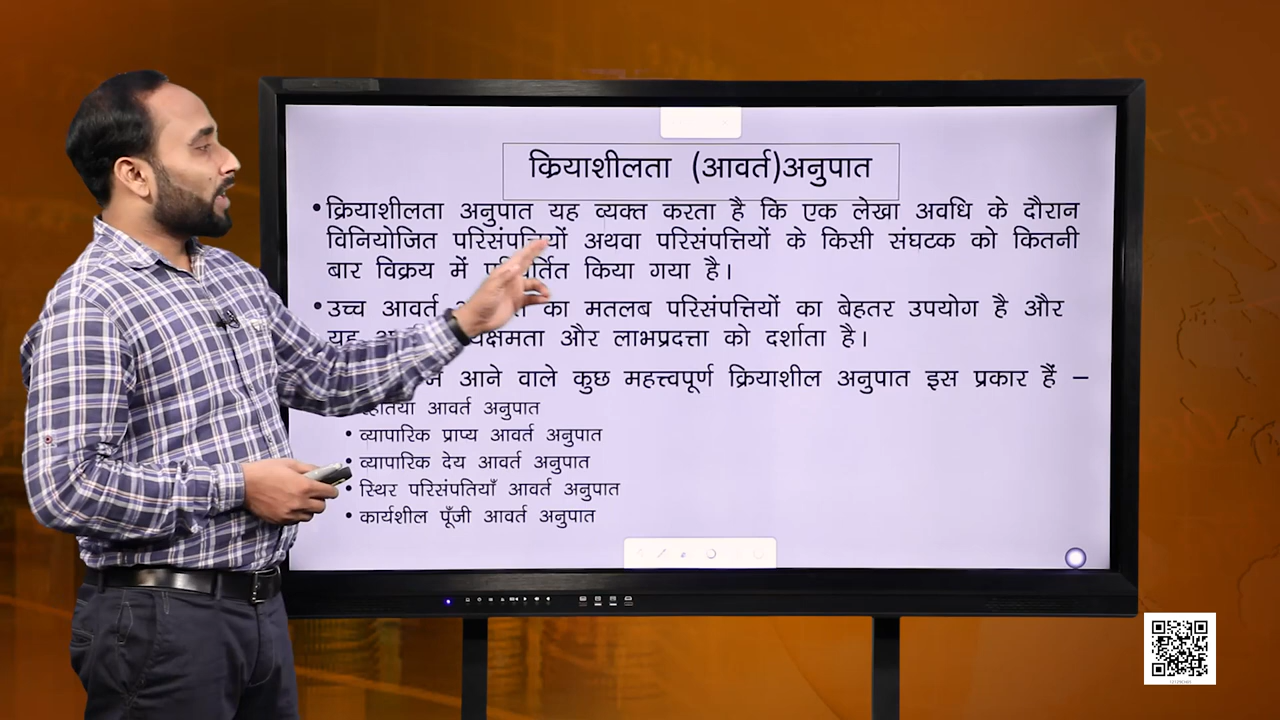 क्रियाशीलता (आवर्त)अनुपात
•क्रियाशीलता अनुपात यह व्यक्त करता है कि एक लेखा अवधि के दौरान
विनियोजित परिसंपत्तियों अथवा परिसंपत्तियों के किसी संघटक को कितनी
बार विक्रय में किया गया है।
•उच्च आवर्त का मतलब परिसंपत्तियों का बेहतर उपयोग है और
यह और लाभप्रदत्ता को दर्शाता है।
आने वाले कुछ महत्त्वपूर्ण क्रियाशील अनुपात इस प्रकार हैं –
आवर्त अनुपात
• व्यापारिक प्राप्य आवर्त अनुपात
• व्यापारिक देय आवर्त अनुपात
• स्थिर परिसंपतियाँ आवर्त अनुपात
• कार्यशील पूँजी आवर्त अनुपात